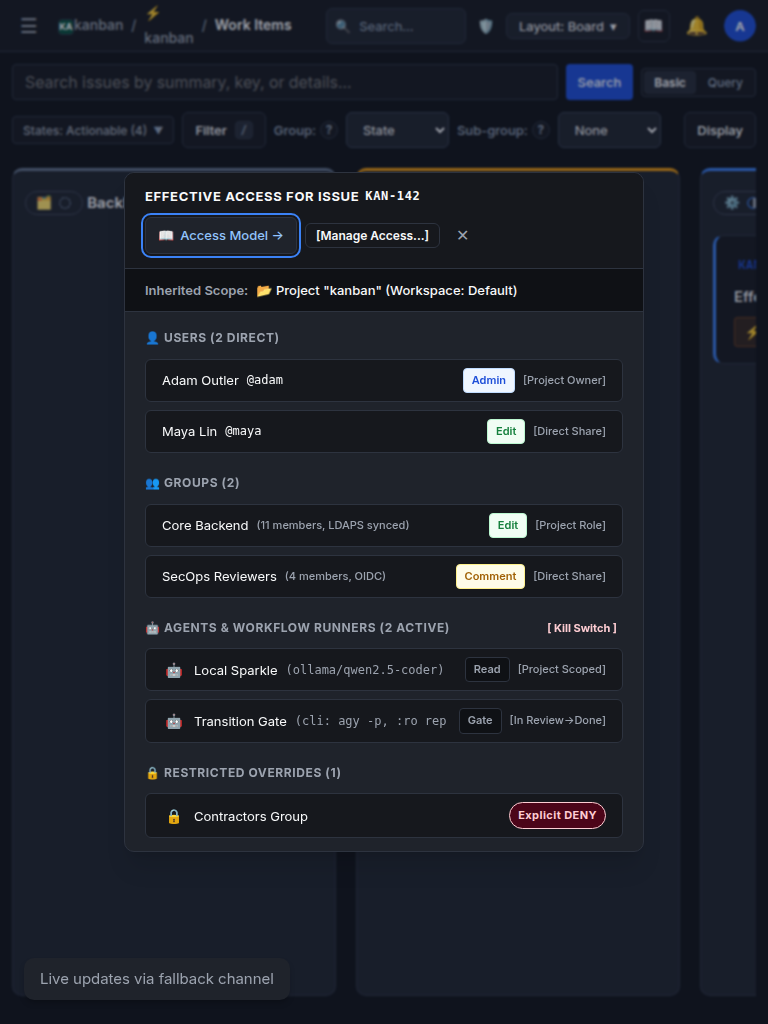 kanban / ⚡ kanban / Work Items
Search...
Layout: Board ▾
A
Search issues by summary, key, or details...
Search
Basic
Query
States: Actionable (4) ▼
Filter /
Group: ?
State
Sub-group: ?
None
Display
EFFECTIVE ACCESS FOR ISSUE KAN-142
📖 Access Model →
[Manage Access...]
✕
Inherited Scope: 📂 Project "kanban" (Workspace: Default)
👤 USERS (2 DIRECT)
Adam Outler @adam Admin [Project Owner]
Maya Lin @maya Edit [Direct Share]
👥 GROUPS (2)
Core Backend (11 members, LDAPS synced) Edit [Project Role]
SecOps Reviewers (4 members, OIDC) Comment [Direct Share]
🤖 AGENTS & WORKFLOW RUNNERS (2 ACTIVE) [ Kill Switch ]
🤖 Local Sparkle (ollama/qwen2.5-coder) Read [Project Scoped]
🤖 Transition Gate (cli: agy -p, :ro rep Gate [In Review→Done]
🔒 RESTRICTED OVERRIDES (1)
🔒 Contractors Group Explicit DENY
Live updates via fallback channel